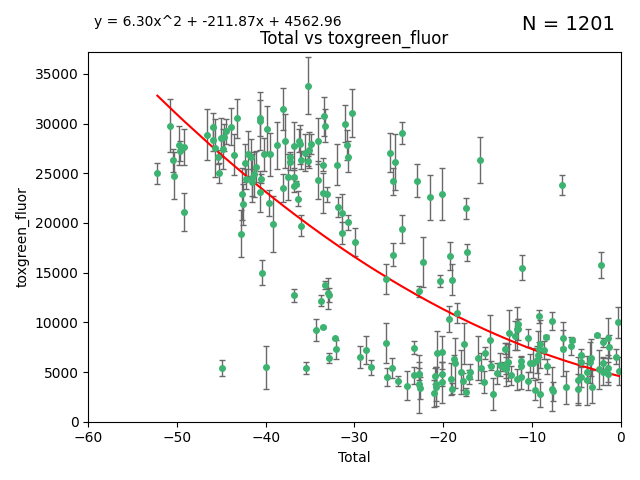 y = 6.30x^2 + -211.87x + 4562.96
N = 1201
Total vs toxgreen_fluor
35000
30000
25000
20000
15000
10000
5000
0
toxgreen_fluor
−60 −50 −40 −30 −20 −10 0
Total